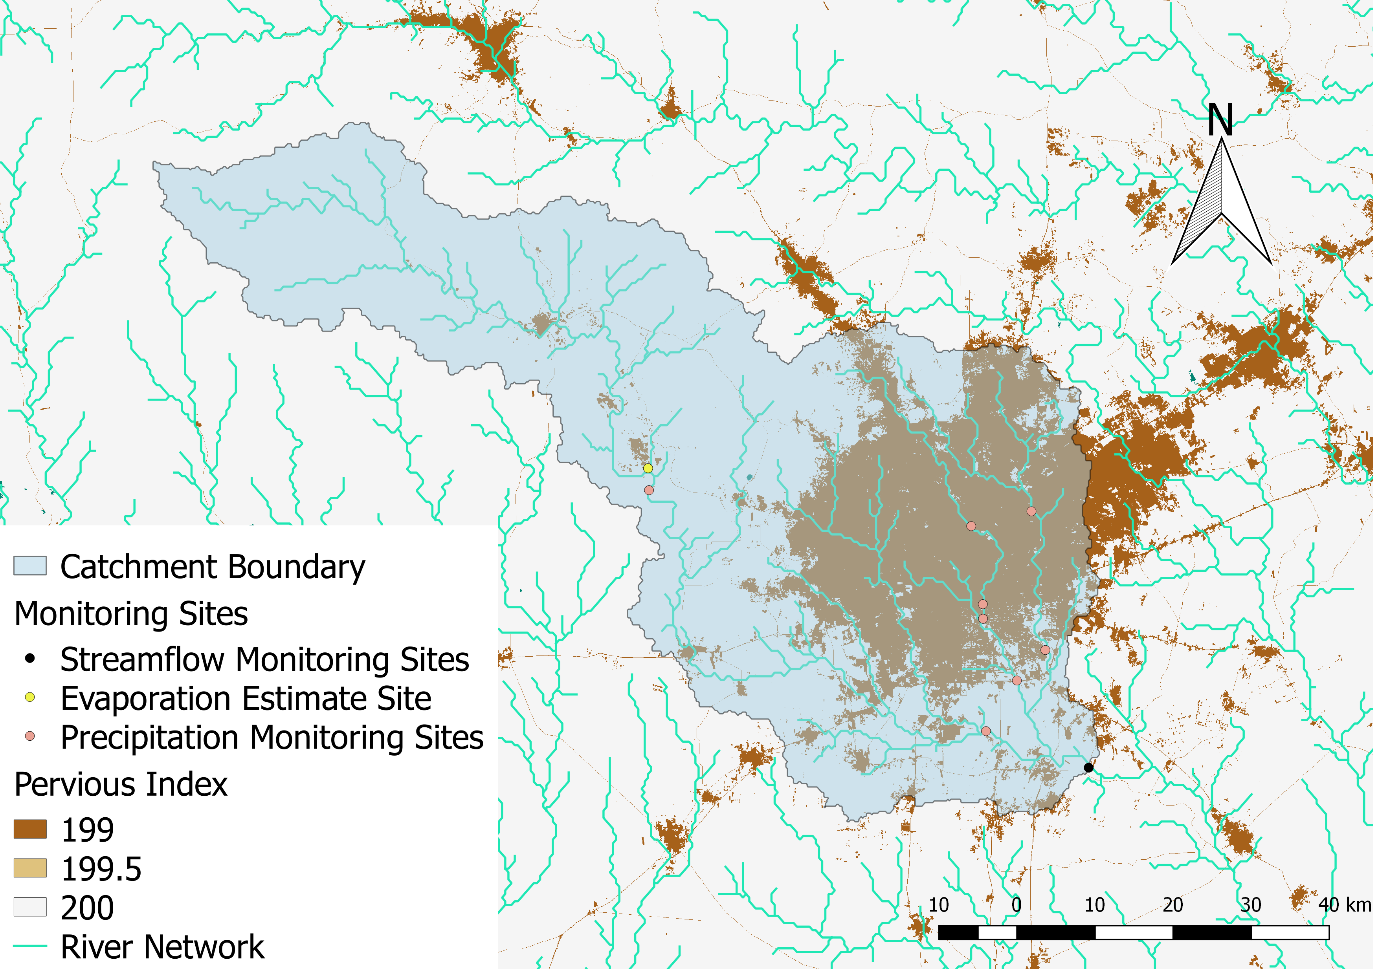 N
Catchment Boundary
Monitoring Sites
Streamflow Monitoring Sites
Evaporation Estimate Site
Precipitation Monitoring Sites
Pervious Index
199
199.5
200
River Network
10 0 10 20 30 40 km